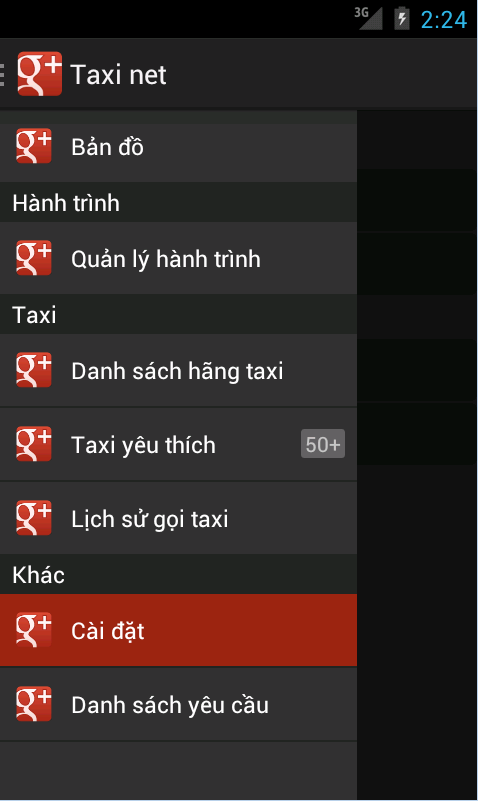 3G
2:24
g+ Taxi net
g+ Bản đồ
Hành trình
g+ Quản lý hành trình
Taxi
g+ Danh sách hãng taxi
g+ Taxi yêu thích 50+
g+ Lịch sử gọi taxi
Khác
g+ Cài đặt
g+ Danh sách yêu cầu